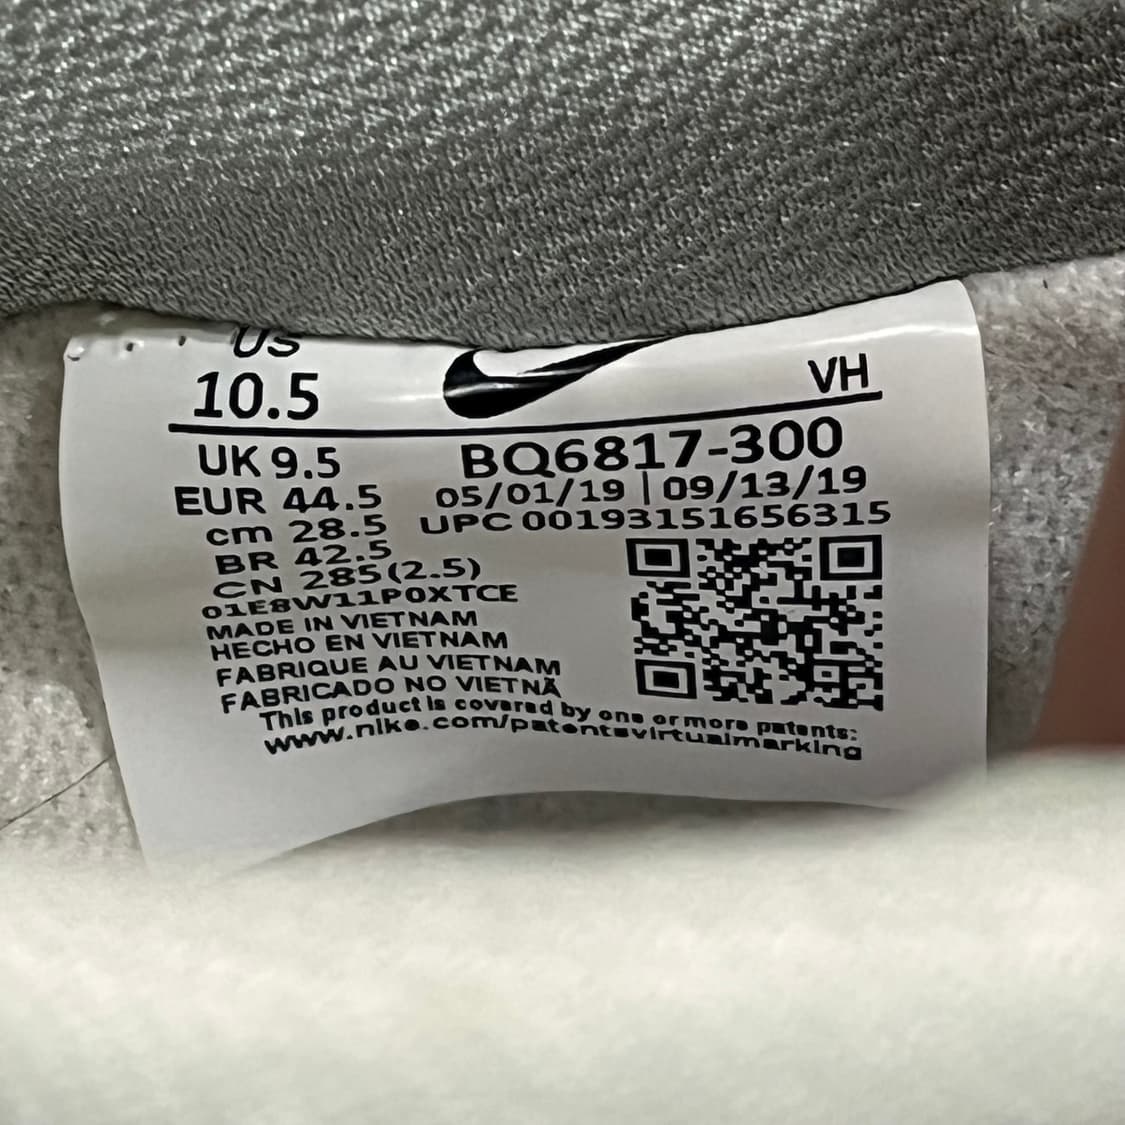 US
10.5
VH
UK 9.5
BQ6817-300
EUR 44.5
05/01/19 | 09/13/19
cm 28.5
UPC 00193151656315
BR 42.5
CN 285(2.5)
01E8W11P0XTCE
MADE IN VIETNAM
HECHO EN VIETNAM
FABRIQUE AU VIETNAM
FABRICADO NO VIETNÃ
This product is covered by one or more patents:
www.nike.com/patentsvirtualmarking